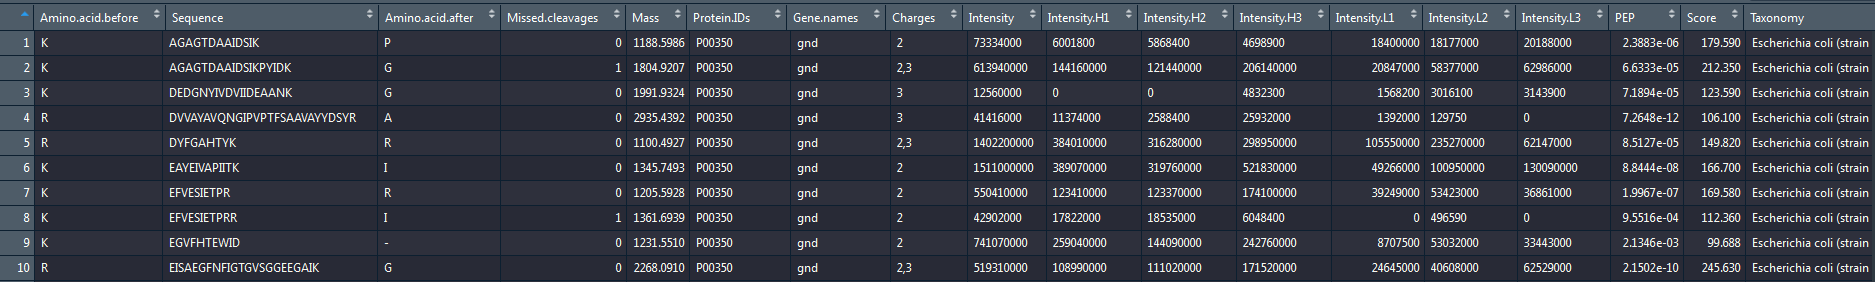 Amino.acid.before Sequence Amino.acid.after Missed.cleavages Mass Protein.IDs Gene.names Charges Intensity Intensity.H1 Intensity.H2 Intensity.H3 Intensity.L1 Intensity.L2 Intensity.L3 PEP Score Taxonomy
1 K AGAGTDAAIDSIK P 0 1188.5986 P00350 gnd 2 73334000 6001800 5868400 4698900 18400000 18177000 20188000 2.3883e-06 179.590 Escherichia coli (strain
2 K AGAGTDAAIDSIKPYIDK G 1 1804.9207 P00350 gnd 2,3 613940000 144160000 121440000 206140000 20847000 58377000 62986000 6.6333e-05 212.350 Escherichia coli (strain
3 K DEDGNYIVDVIIDEAANK G 0 1991.9324 P00350 gnd 3 12560000 0 0 4832300 1568200 3016100 3143900 7.1894e-05 123.590 Escherichia coli (strain
4 R DVVAYAVQNGIPVPTFSAAVAYYDSYR A 0 2935.4392 P00350 gnd 3 41416000 11374000 2588400 25932000 1392000 129750 0 7.2648e-12 106.100 Escherichia coli (strain
5 R DYFGAHTYK R 0 1100.4927 P00350 gnd 2,3 1402200000 384010000 316280000 298950000 105550000 235270000 62147000 8.5127e-05 149.820 Escherichia coli (strain
6 K EAYEIVAPIITK I 0 1345.7493 P00350 gnd 2 1511000000 389070000 319760000 521830000 49266000 100950000 130090000 8.8444e-08 166.700 Escherichia coli (strain
7 K EFVESIETPR R 0 1205.5928 P00350 gnd 2 550410000 123410000 123370000 174100000 39249000 53423000 36861000 1.9967e-07 169.580 Escherichia coli (strain
8 K EFVESIETPRR I 1 1361.6939 P00350 gnd 2 42902000 17822000 18535000 6048400 0 496590 0 9.5516e-04 112.360 Escherichia coli (strain
9 K EGVFHTEWID - 0 1231.5510 P00350 gnd 2 741070000 259040000 144090000 242760000 8707500 53032000 33443000 2.1346e-03 99.688 Escherichia coli (strain
10 R EISAEGFNFIGTGVSGGEEGAIK G 0 2268.0910 P00350 gnd 2,3 519310000 108990000 111020000 171520000 24645000 40608000 62529000 2.1502e-10 245.630 Escherichia coli (strain